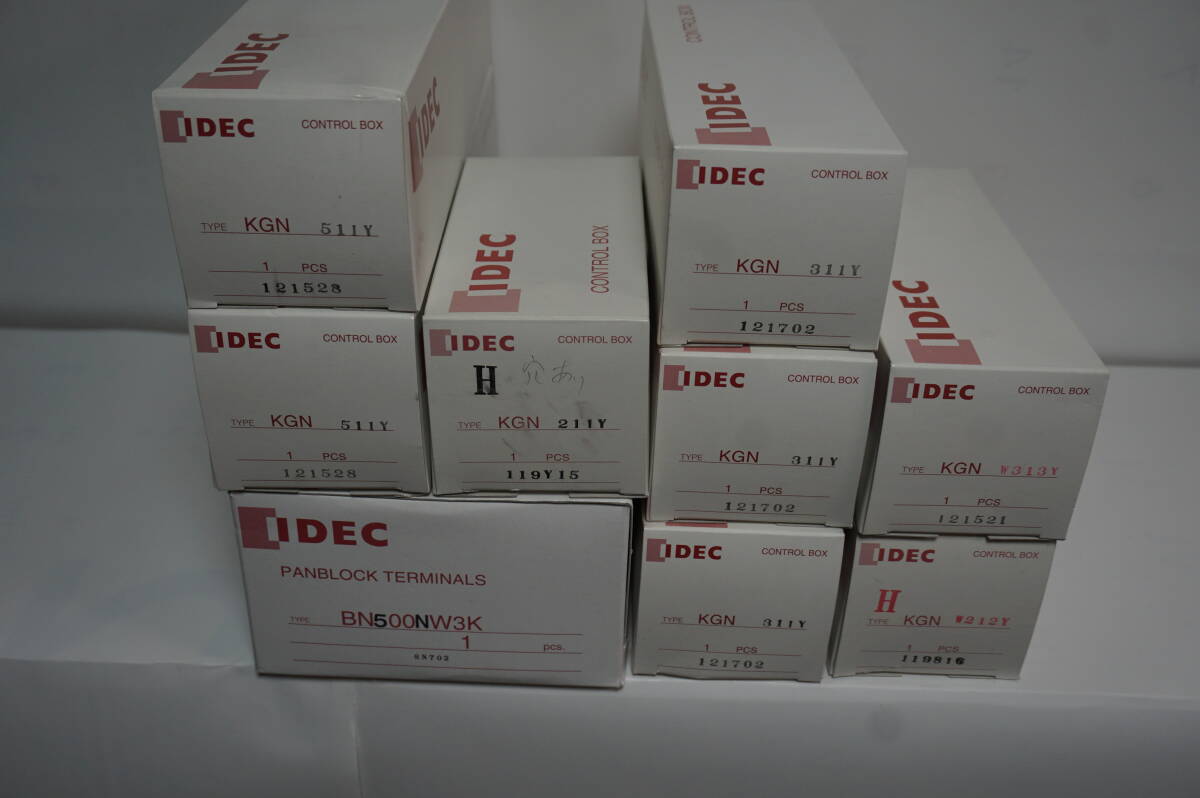 IDEC
IDEC
IDEC CONTROL BOX
TYPE KGN 511Y
1 PCS
121528
IDEC CONTROL BOX
TYPE KGN 511Y
1 PCS
121528
IDEC
CONTROL BOX
IDEC CONTROL BOX
H 穴あり
TYPE KGN 211Y
1 PCS
119Y15
IDEC
PANBLOCK TERMINALS
TYPE BN500NW3K
1 pcs.
CONTROL BOX
IDEC
IDEC CONTROL BOX
TYPE KGN 311Y
1 PCS
121702
IDEC CONTROL BOX
TYPE KGN 311Y
1 PCS
121702
IDEC CONTROL BOX
TYPE KGN 311Y
1 PCS
121702
IDEC
IDEC CONTROL BOX
TYPE KGN W313Y
1 PCS
121521
IDEC CONTROL BOX
H
TYPE KGN W212Y
1 PCS
119816